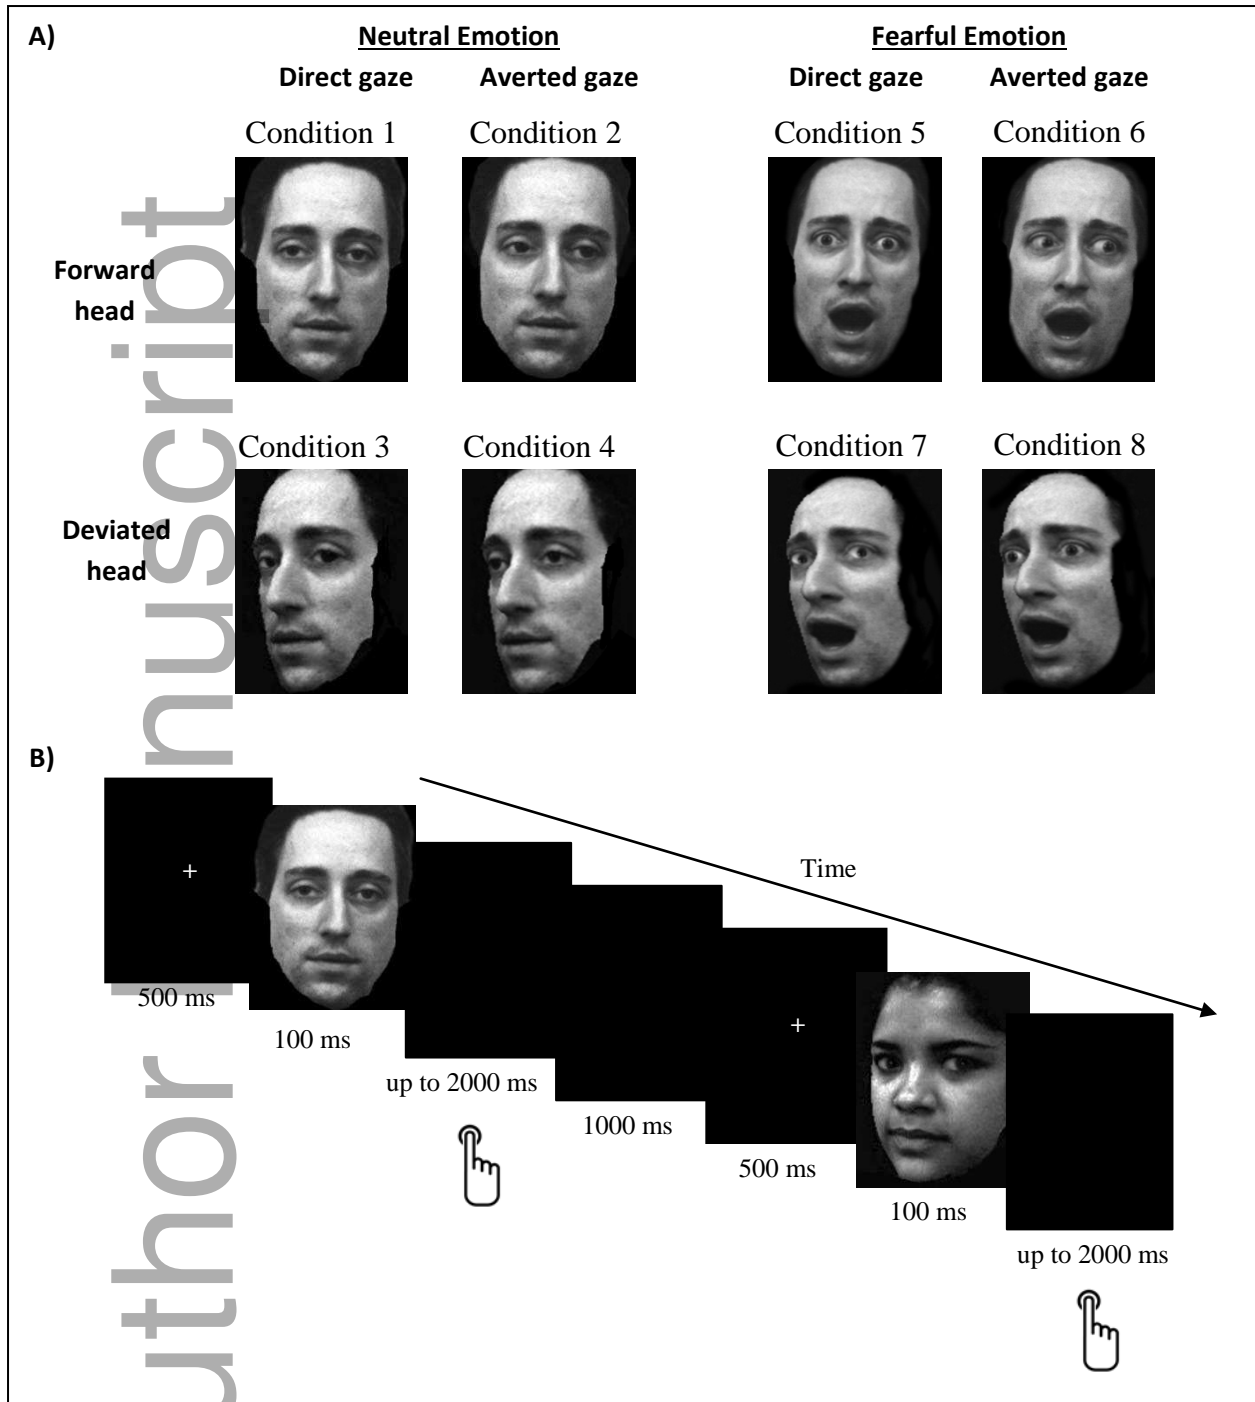 A)
Neutral Emotion
Fearful Emotion
Direct gaze
Averted gaze
Direct gaze
Averted gaze
Condition 1
Condition 2
Condition 5
Condition 6
Forward
head
Condition 3
Condition 4
Condition 7
Condition 8
Deviated
head
B)
Time
+
500 ms
100 ms
up to 2000 ms
1000 ms
+
500 ms
100 ms
up to 2000 ms
uthor Manuscript